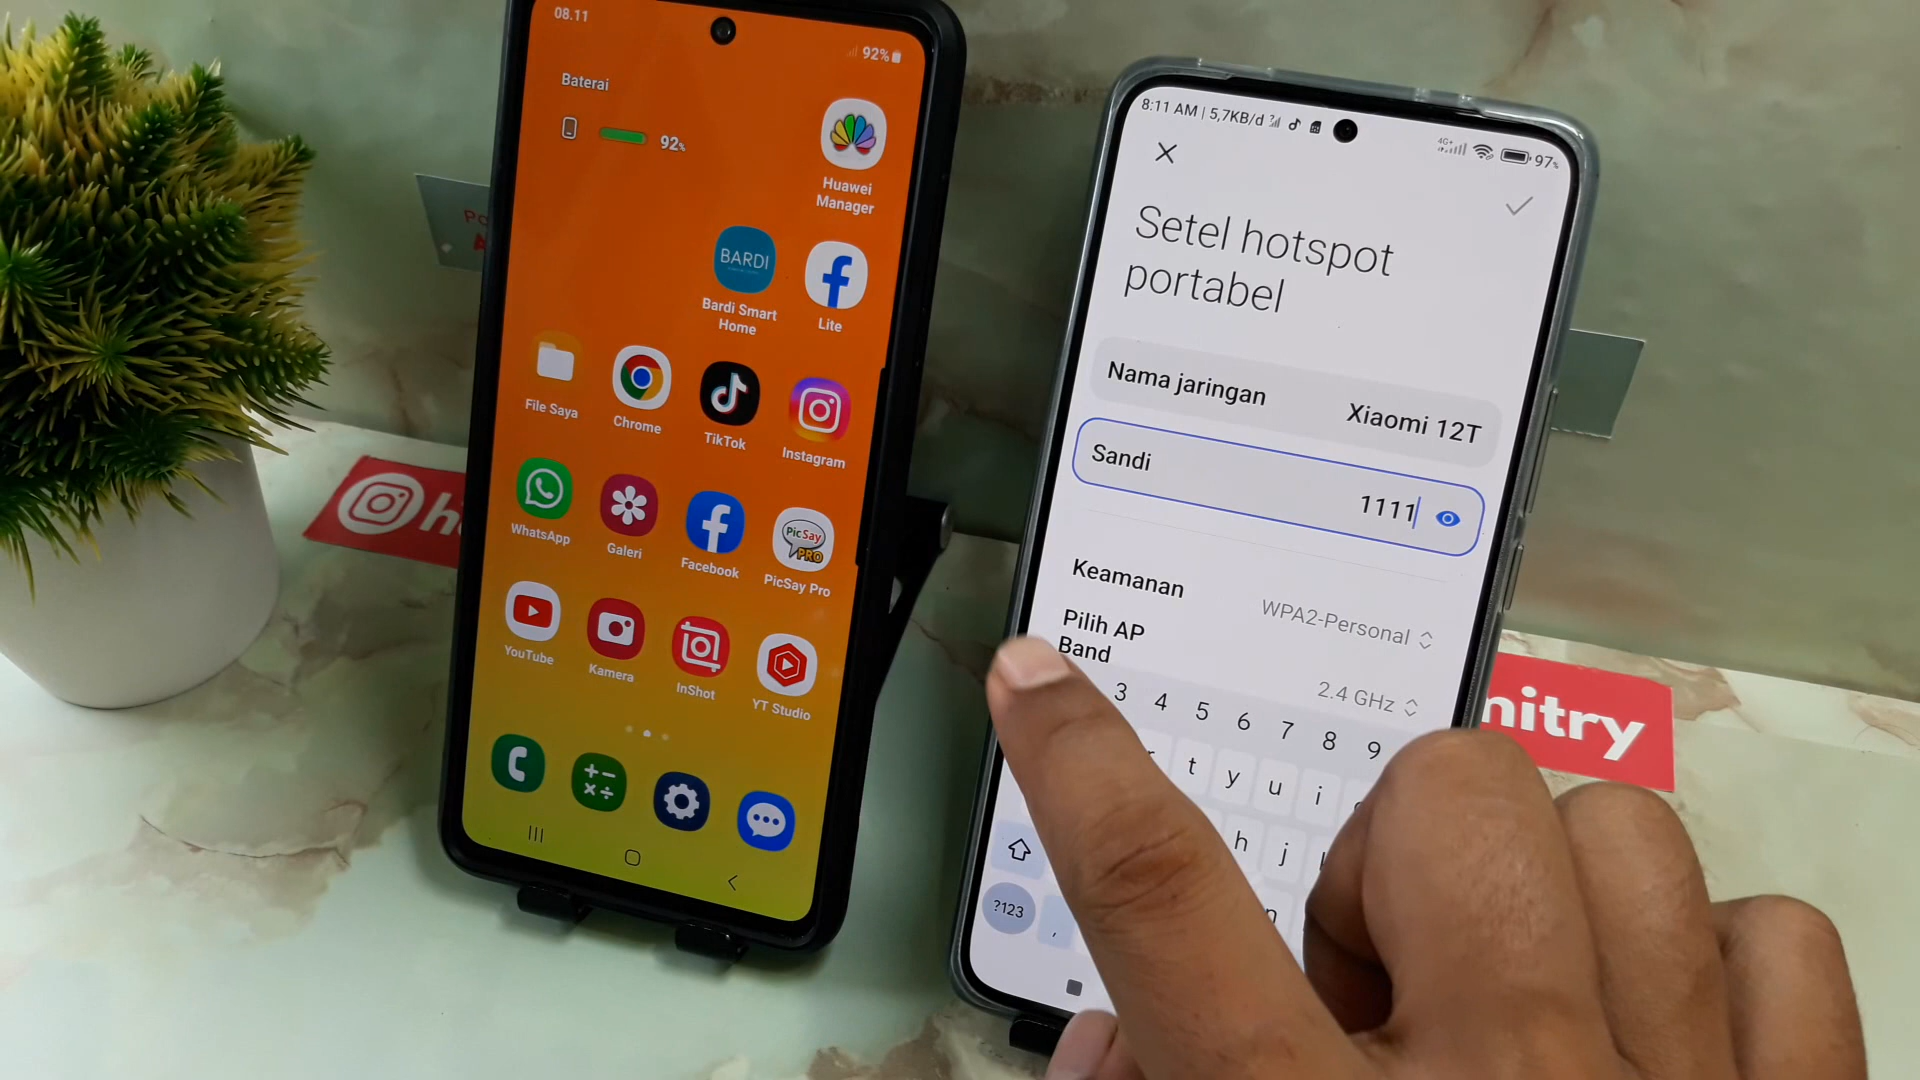 08.11
92%
Baterai
92%
Huawei
Manager
BARDI
Bardi Smart
Home
Lite
File Saya
Chrome
TikTok
Instagram
WhatsApp
Galeri
Facebook
PicSay
PRO
PicSay Pro
YouTube
Kamera
InShot
YT Studio
8:11 AM | 5,7KB/d
4G+
97%
Setel hotspot
portabel
Nama jaringan
Xiaomi 12T
Sandi
1111
Keamanan
WPA2-Personal
Pilih AP
Band
2.4 GHz
3 4 5 6 7 8 9
t y u i
h j
n
?123
,
nitry